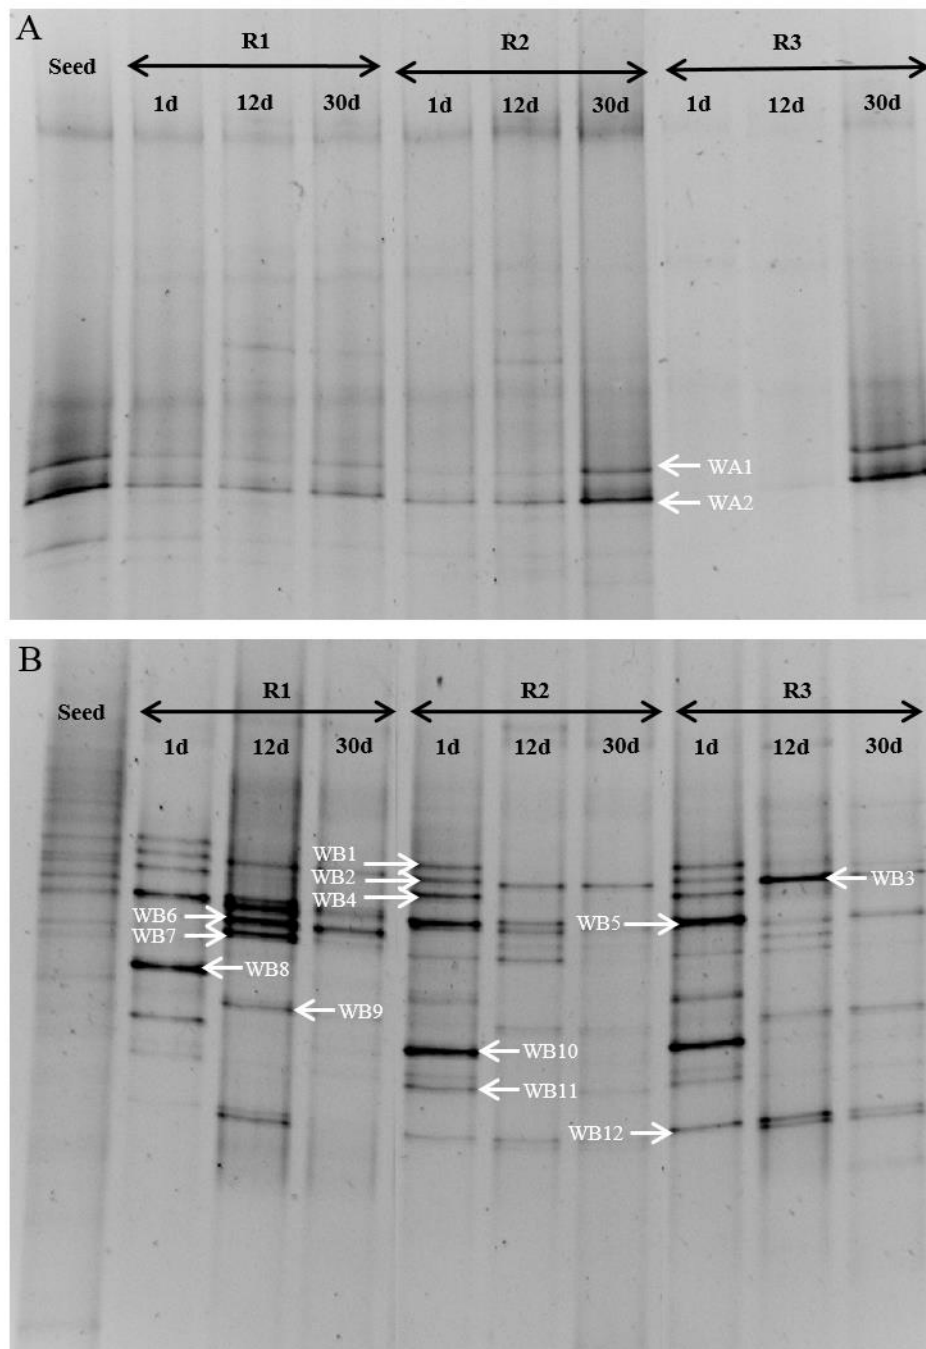 A
R1 R2 R3
Seed
1d 12d 30d 1d 12d 30d 1d 12d 30d
WA1
WA2
B
R1 R2 R3
Seed
1d 12d 30d 1d 12d 30d 1d 12d 30d
WB1
WB2 WB3
WB4
WB6 WB5
WB7
WB8
WB9
WB10
WB11
WB12